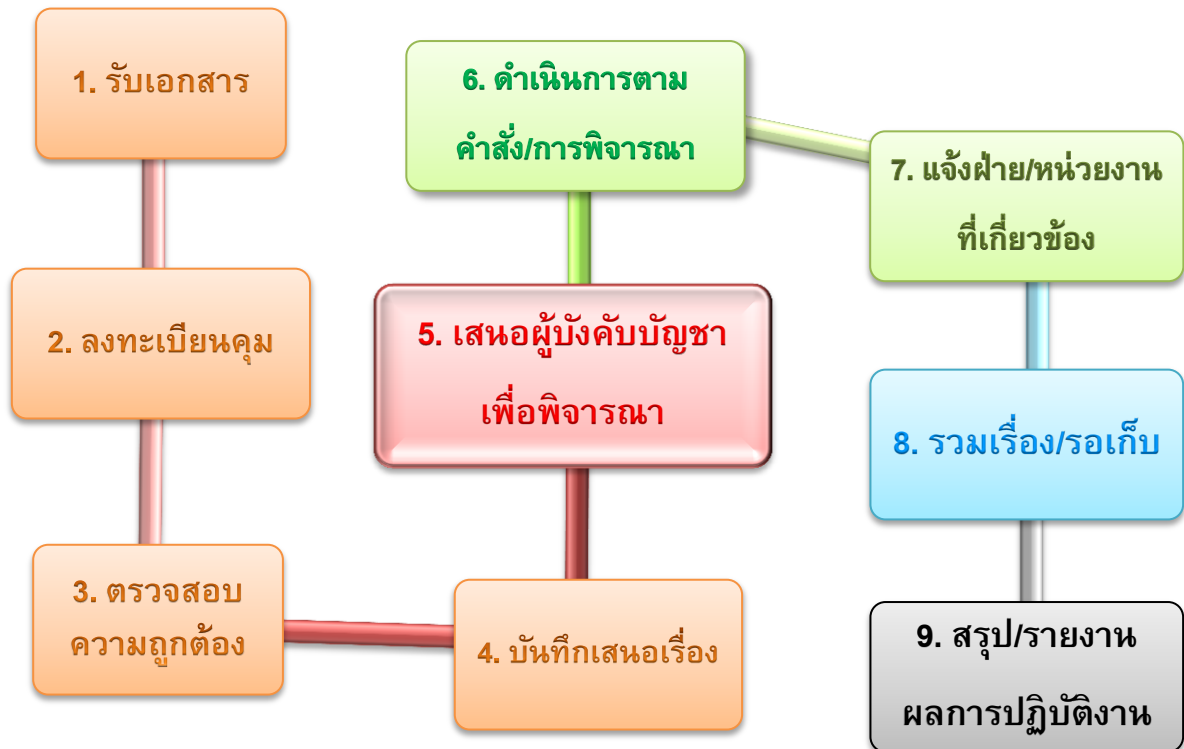 1. รับเอกสาร
2. ลงทะเบียนคุม
3. ตรวจสอบ
ความถูกต้อง
4. บันทึกเสนอเรื่อง
5. เสนอผู้บังคับบัญชา
เพื่อพิจารณา
6. ดำเนินการตาม
คำสั่ง/การพิจารณา
7. แจ้งฝ่าย/หน่วยงาน
ที่เกี่ยวข้อง
8. รวมเรื่อง/รอเก็บ
9. สรุป/รายงาน
ผลการปฏิบัติงาน